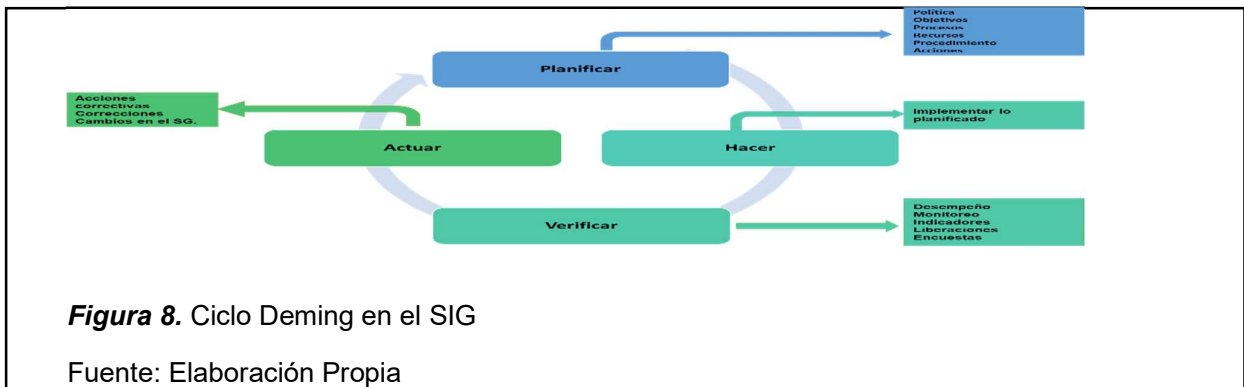 Política
Objetivos
Procesos
Recursos
Procedimiento
Acciones
Planificar
Acciones
correctivas
Correcciones
Cambios en el SG.
Implementar lo
planificado
Actuar
Hacer
Desempeño
Monitoreo
Indicadores
Liberaciones
Encuestas
Verificar
Figura 8. Ciclo Deming en el SIG
Fuente: Elaboración Propia